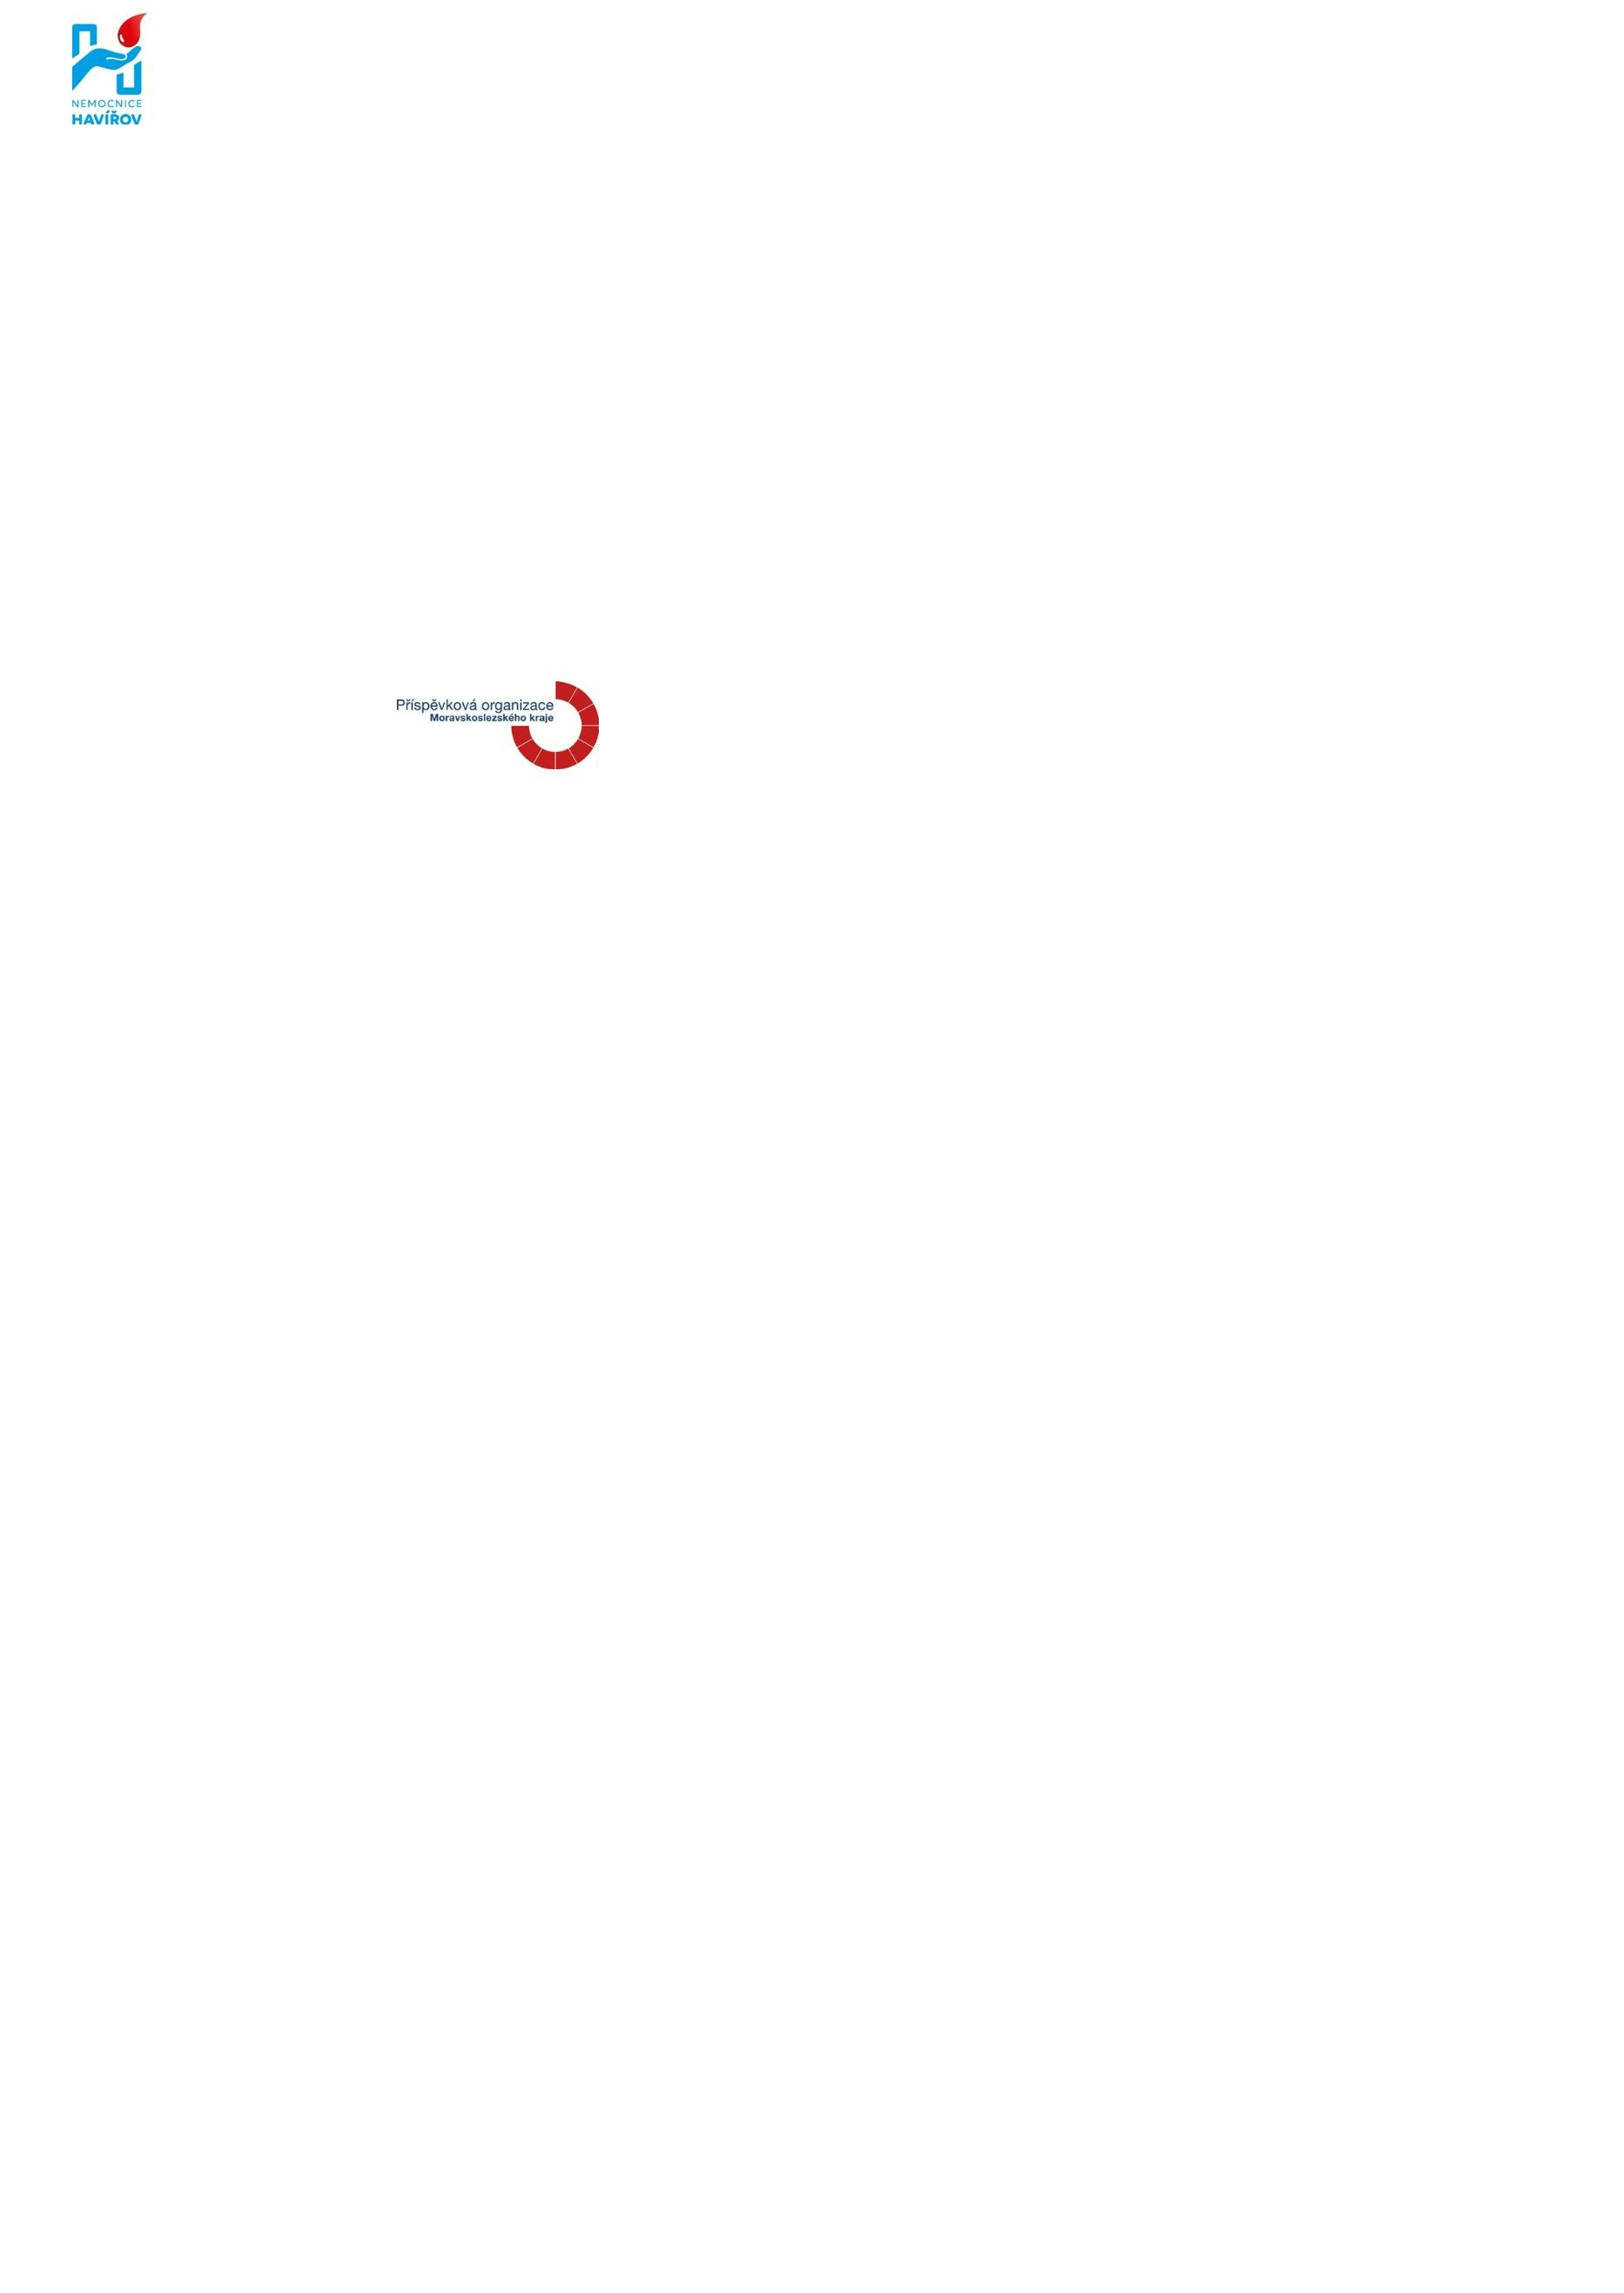 NEMOCNICE
HAVÍŘOV
Příspěvková organizace
Moravskoslezského kraje